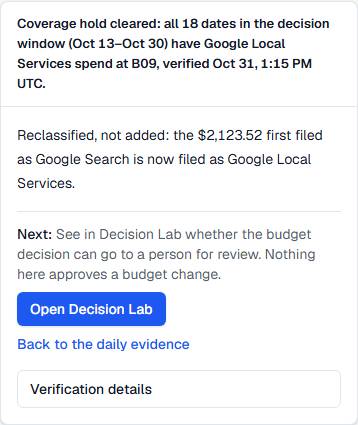 Coverage hold cleared: all 18 dates in the decision
window (Oct 13–Oct 30) have Google Local
Services spend at B09, verified Oct 31, 1:15 PM
UTC.
Reclassified, not added: the $2,123.52 first filed
as Google Search is now filed as Google Local
Services.
Next: See in Decision Lab whether the budget
decision can go to a person for review. Nothing
here approves a budget change.
Open Decision Lab
Back to the daily evidence
Verification details